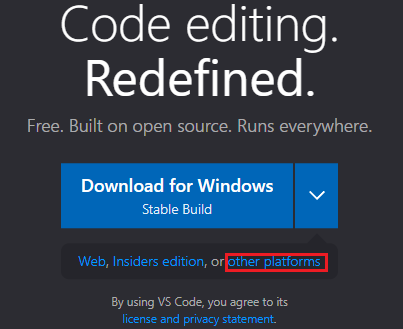 Code editing.
Redefined.
Free. Built on open source. Runs everywhere.
Download for Windows
Stable Build
Web, Insiders edition, or other platforms
By using VS Code, you agree to its
license and privacy statement.